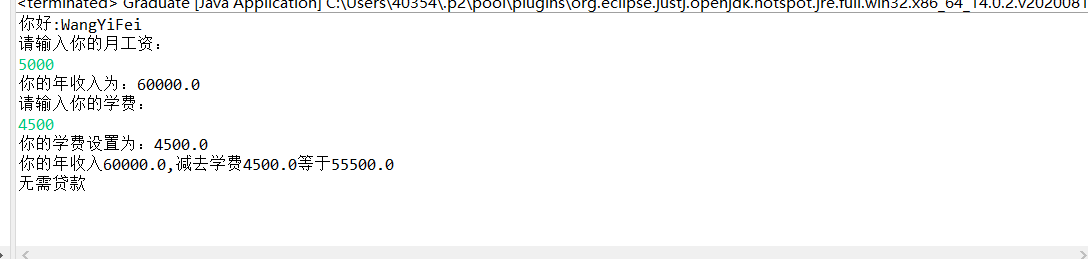 <terminated> Graduate [Java Application] C:\Users\40354\.p2\pool\plugins\org.eclipse.justj.openjdk.hotspot.jre.full.win32.x86_64_14.0.2.v2020081
你好:WangYiFei
请输入你的月工资：
5000
你的年收入为：60000.0
请输入你的学费：
4500
你的学费设置为：4500.0
你的年收入60000.0,减去学费4500.0等于55500.0
无需贷款